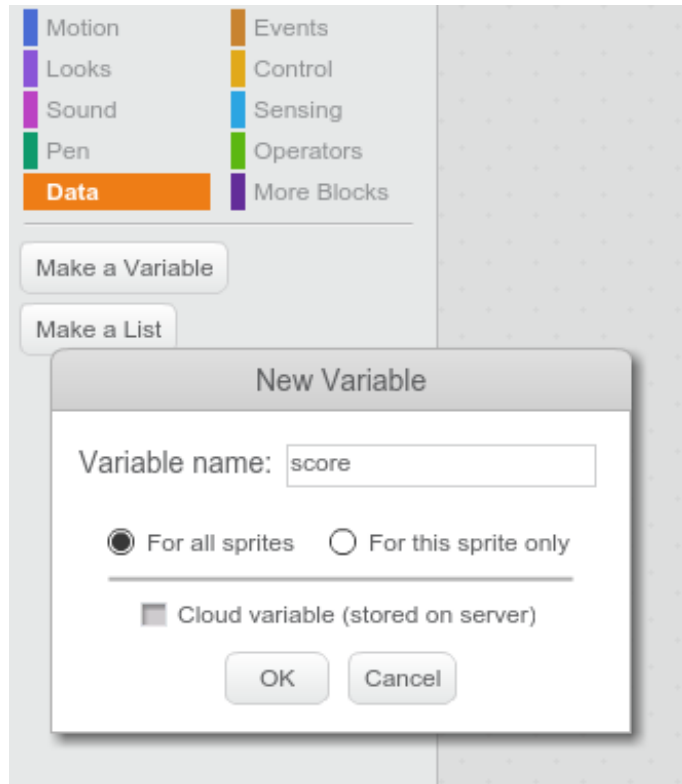 Motion Events
Looks Control
Sound Sensing
Pen Operators
Data More Blocks
Make a Variable
Make a List
New Variable
Variable name: score
For all sprites For this sprite only
Cloud variable (stored on server)
OK Cancel